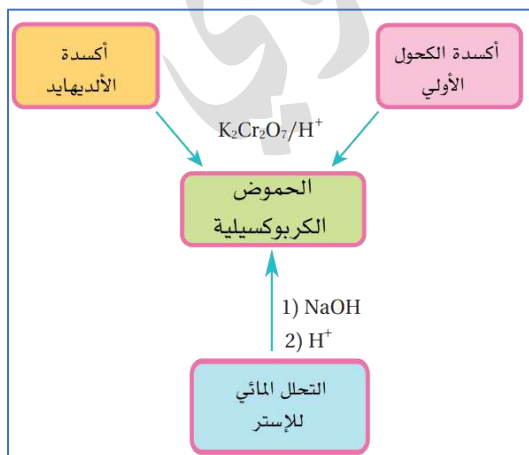 أكسدة الكحول
الأولي
أكسدة
الألديهايد
K₂Cr₂O₇/H⁺
الحموض
الكربوكسيلية
1) NaOH
2) H⁺
التحلل المائي
للإستر